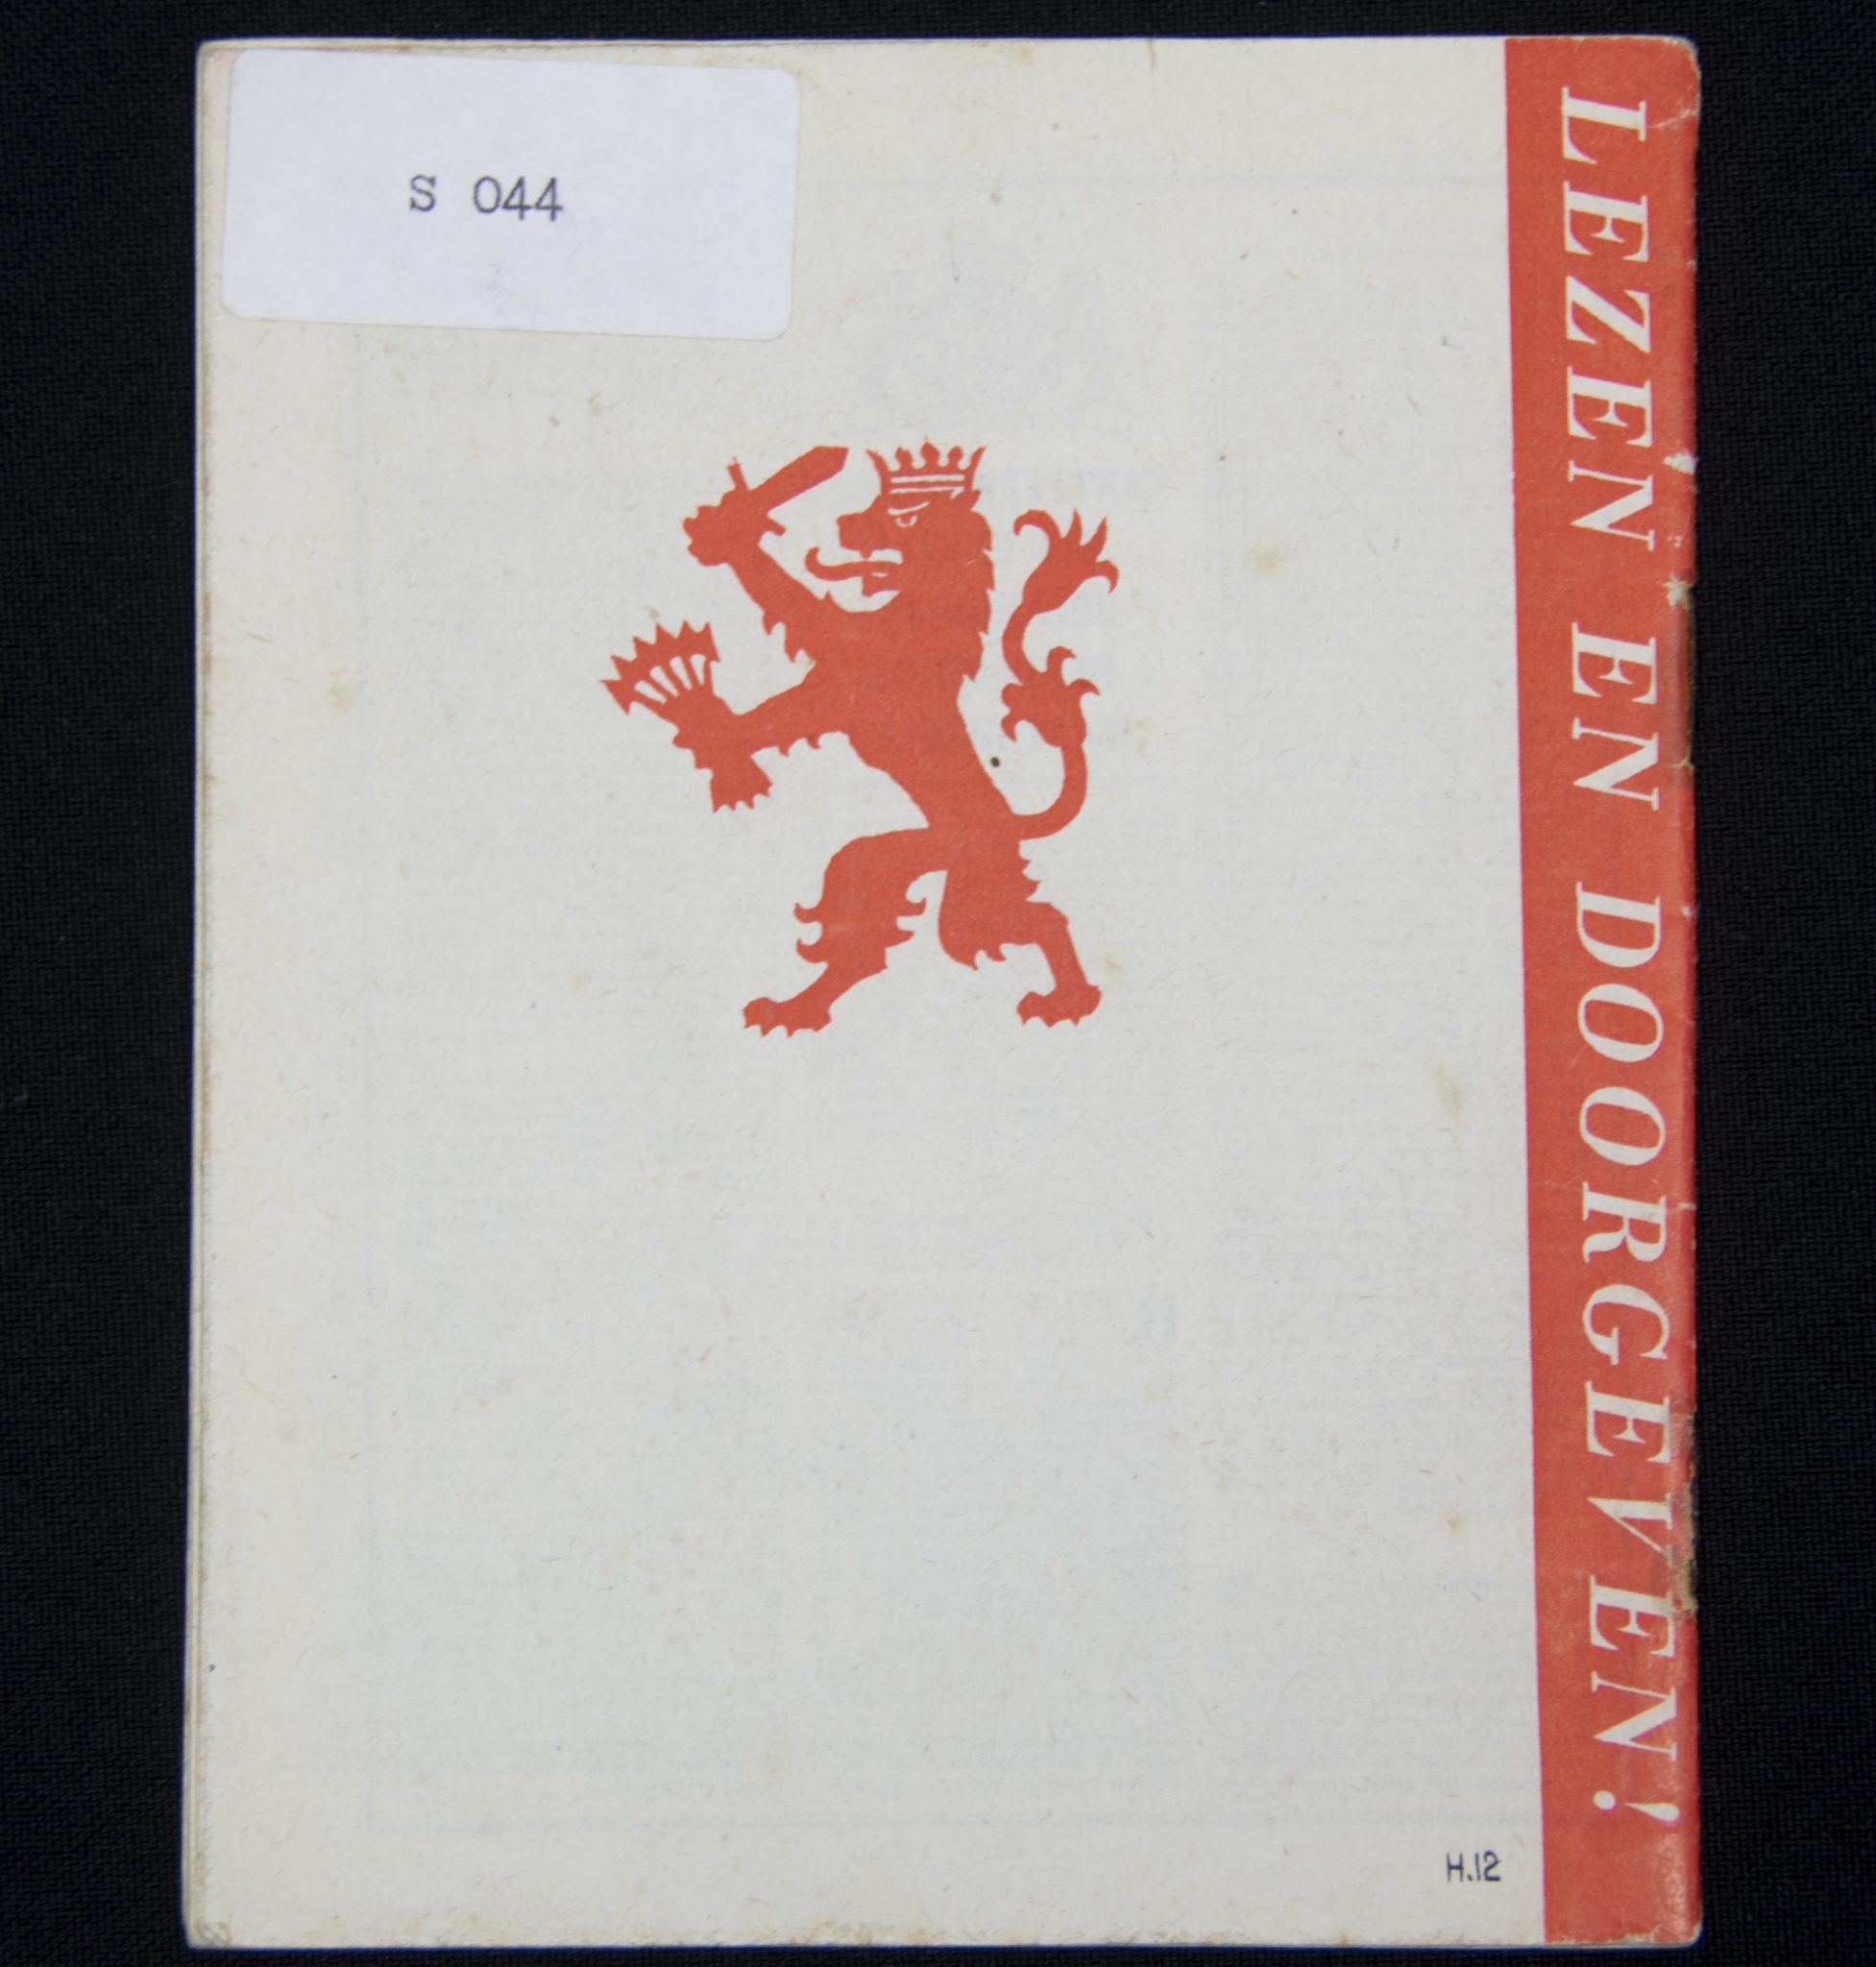 S 044
LEZEN EN DOORGEVEN!
H.12